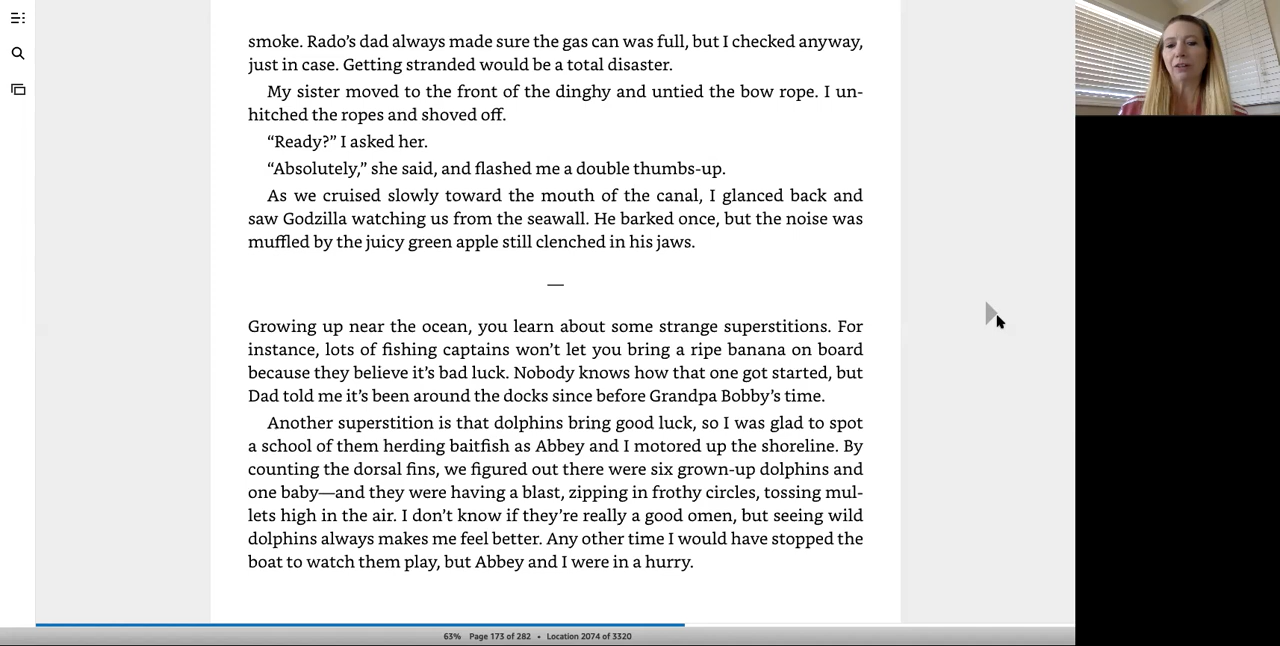 smoke. Rado’s dad always made sure the gas can was full, but I checked anyway,
just in case. Getting stranded would be a total disaster.
My sister moved to the front of the dinghy and untied the bow rope. I un-
hitched the ropes and shoved off.
“Ready?” I asked her.
“Absolutely,” she said, and flashed me a double thumbs-up.
As we cruised slowly toward the mouth of the canal, I glanced back and
saw Godzilla watching us from the seawall. He barked once, but the noise was
muffled by the juicy green apple still clenched in his jaws.
—
Growing up near the ocean, you learn about some strange superstitions. For
instance, lots of fishing captains won’t let you bring a ripe banana on board
because they believe it’s bad luck. Nobody knows how that one got started, but
Dad told me it’s been around the docks since before Grandpa Bobby’s time.
Another superstition is that dolphins bring good luck, so I was glad to spot
a school of them herding baitfish as Abbey and I motored up the shoreline. By
counting the dorsal fins, we figured out there were six grown-up dolphins and
one baby—and they were having a blast, zipping in frothy circles, tossing mul-
lets high in the air. I don’t know if they’re really a good omen, but seeing wild
dolphins always makes me feel better. Any other time I would have stopped the
boat to watch them play, but Abbey and I were in a hurry.
63% Page 173 of 282 • Location 2074 of 3320